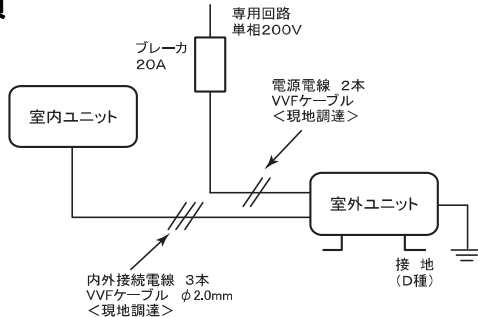 専用回路
単相200V
ブレーカ
20A
電源電線 2本
VVFケーブル
＜現地調達＞
室内ユニット
室外ユニット
接 地
（D種）
内外接続電線 3本
VVFケーブル φ2.0mm
＜現地調達＞